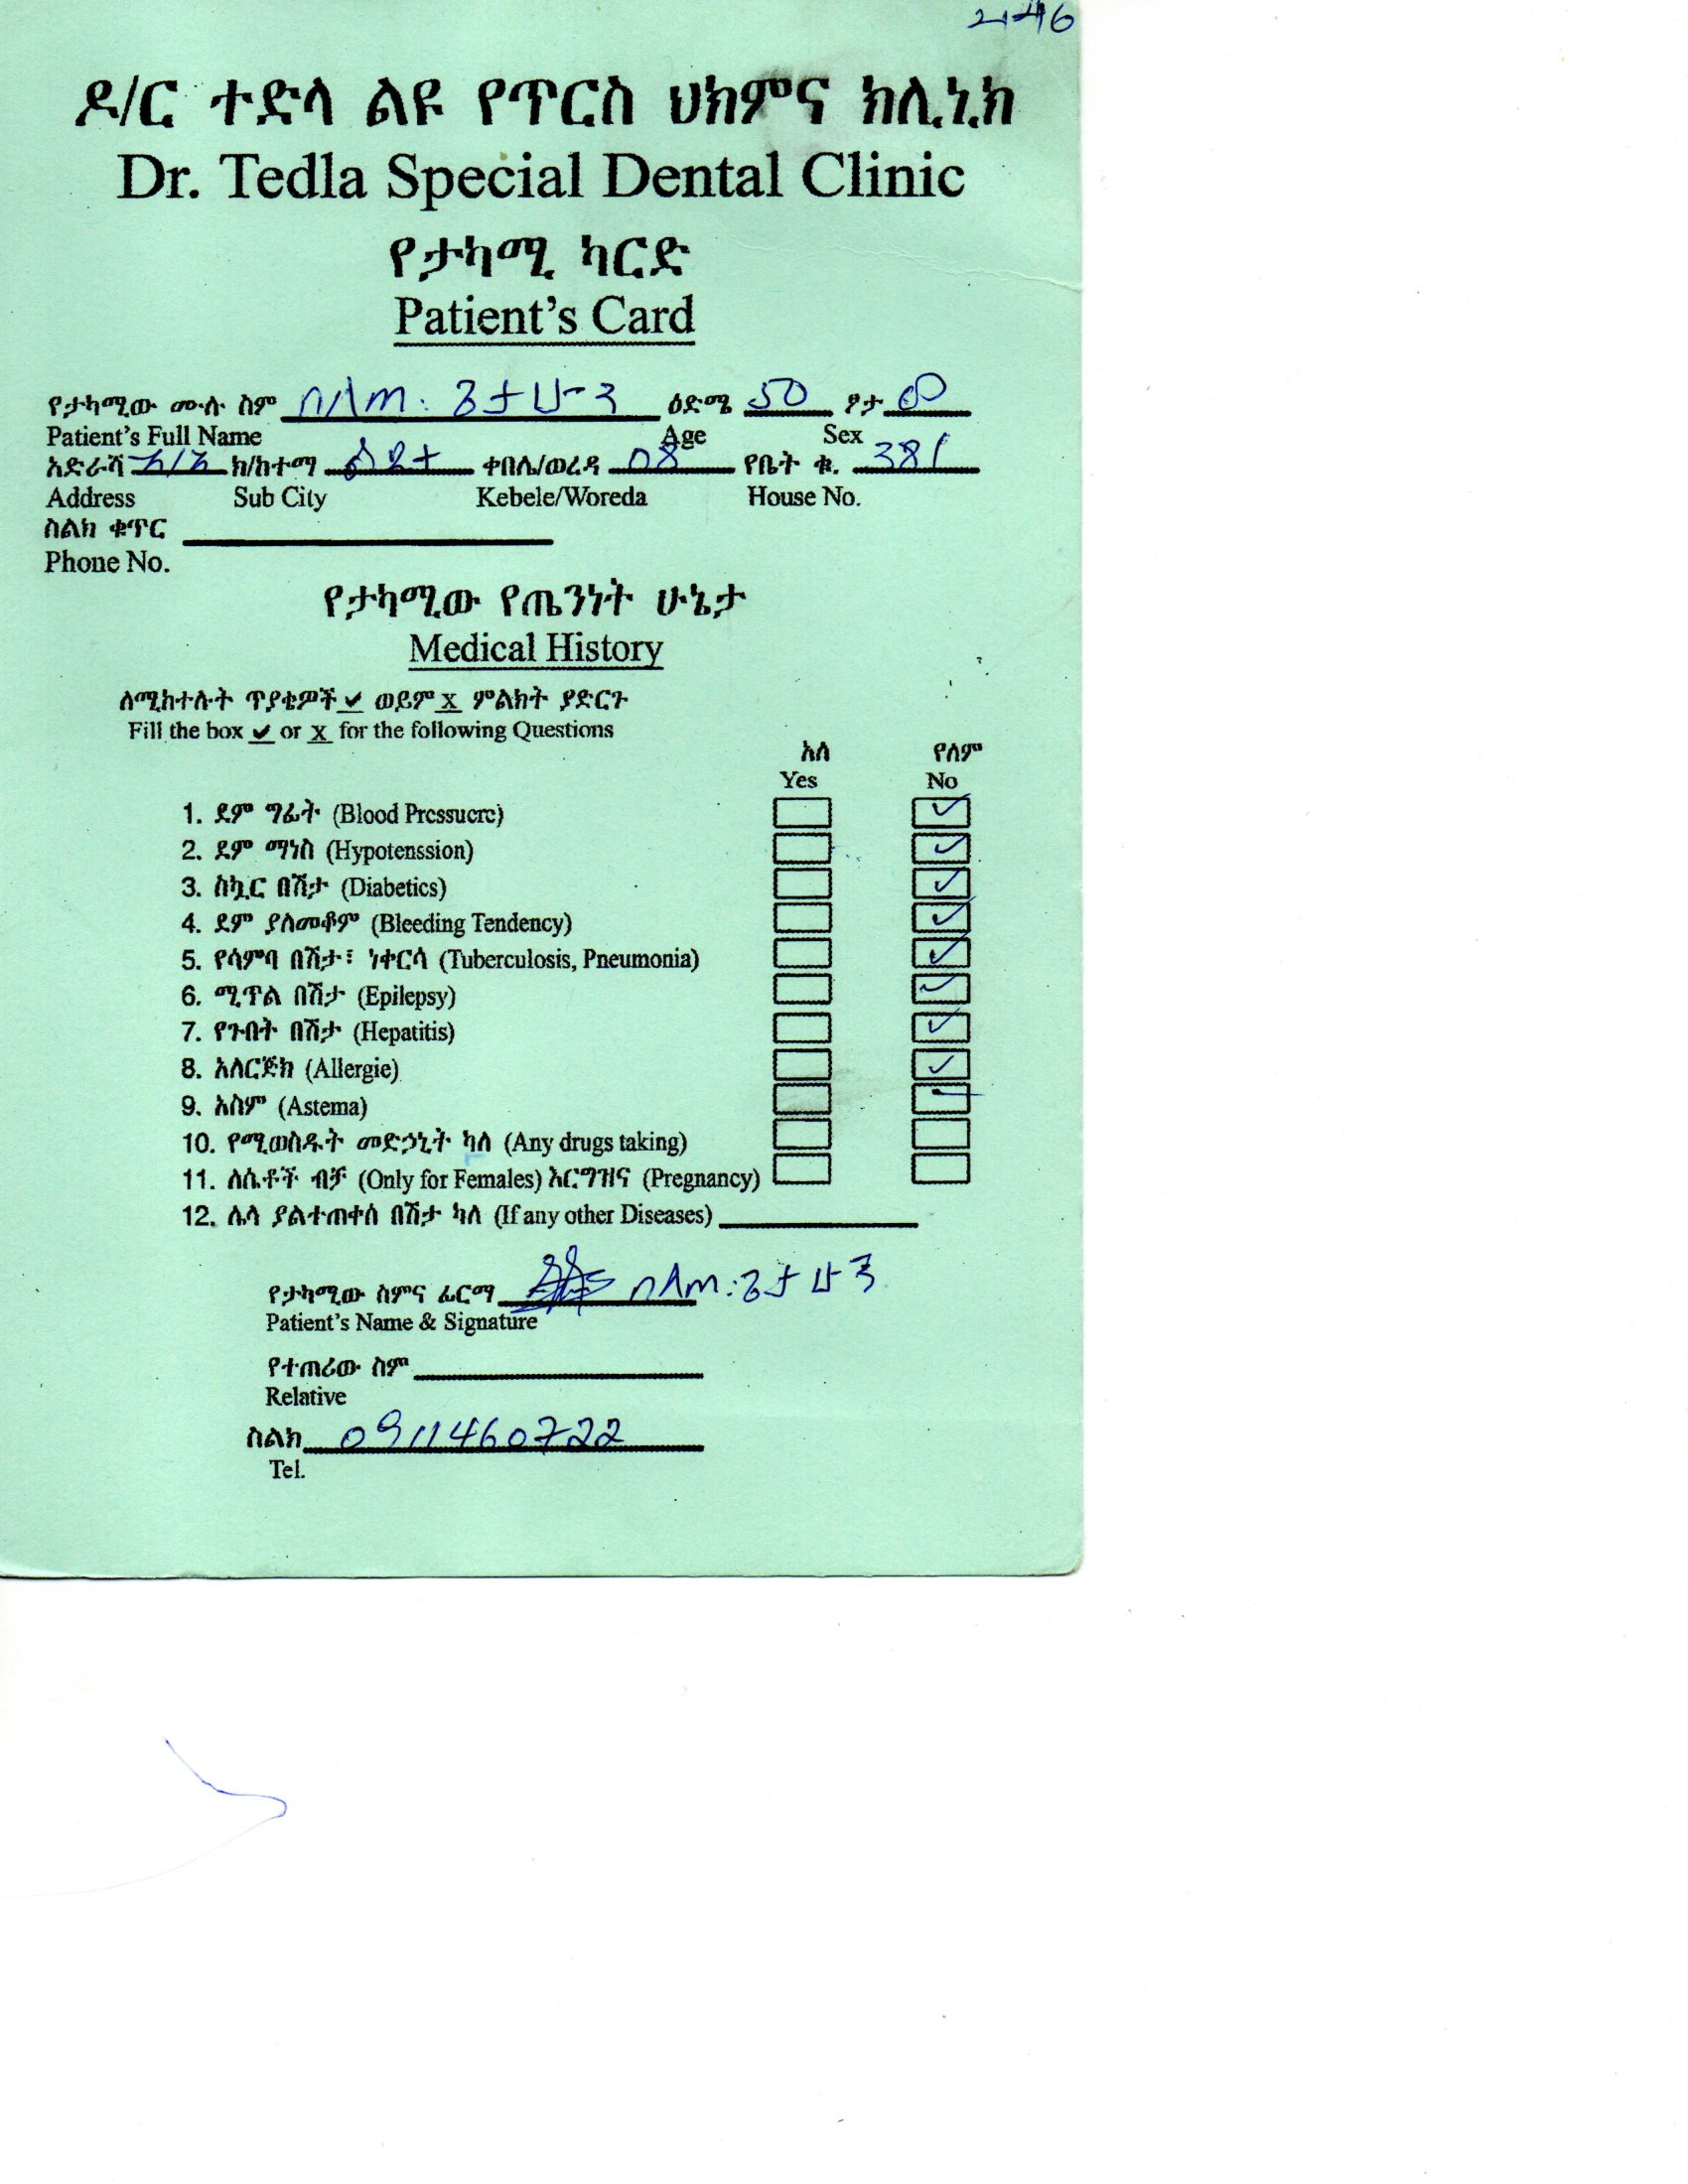 2146
ዶ/ር ተድላ ልዩ የጥርስ ህክምና ክሊኒክ
Dr. Tedla Special Dental Clinic
የታካሚ ካርድ
Patient's Card
የታካሚው ሙሉ ስም በለጠ: ጌታሁን ዕድሜ 50 ፆታ ወ
Patient's Full Name Age Sex
አድራሻ አ/አ ክ/ከተማ ልደታ ቀበሌ/ወረዳ 08 የቤት ቁ. 381
Address Sub City Kebele/Woreda House No.
ስልክ ቁጥር
Phone No.
የታካሚው የጤንነት ሁኔታ
Medical History
ለሚከተሉት ጥያቄዎች ✔ ወይም X ምልክት ያድርጉ
Fill the box ✔ or X for the following Questions
አለ የለም
Yes No
1. ደም ግፊት (Blood Pressucre) ✓
2. ደም ማነስ (Hypotenssion) ✓
3. ስኳር በሽታ (Diabetics) ✓
4. ደም ያለመቆም (Bleeding Tendency) ✓
5. የሳምባ በሽታ፣ ነቀርሳ (Tuberculosis, Pneumonia) ✓
6. ሚጥል በሽታ (Epilepsy) ✓
7. የጉበት በሽታ (Hepatitis) ✓
8. አለርጅክ (Allergie) ✓
9. አስም (Astema)
10. የሚወስዱት መድኃኒት ካለ (Any drugs taking)
11. ለሴቶች ብቻ (Only for Females) እርግዝና (Pregnancy)
12. ሌላ ያልተጠቀሰ በሽታ ካለ (If any other Diseases)
የታካሚው ስምና ፊርማ በለጠ:ጌታሁን
Patient's Name & Signature
የተጠሪው ስም
Relative
ስልክ 0911460722
Tel.